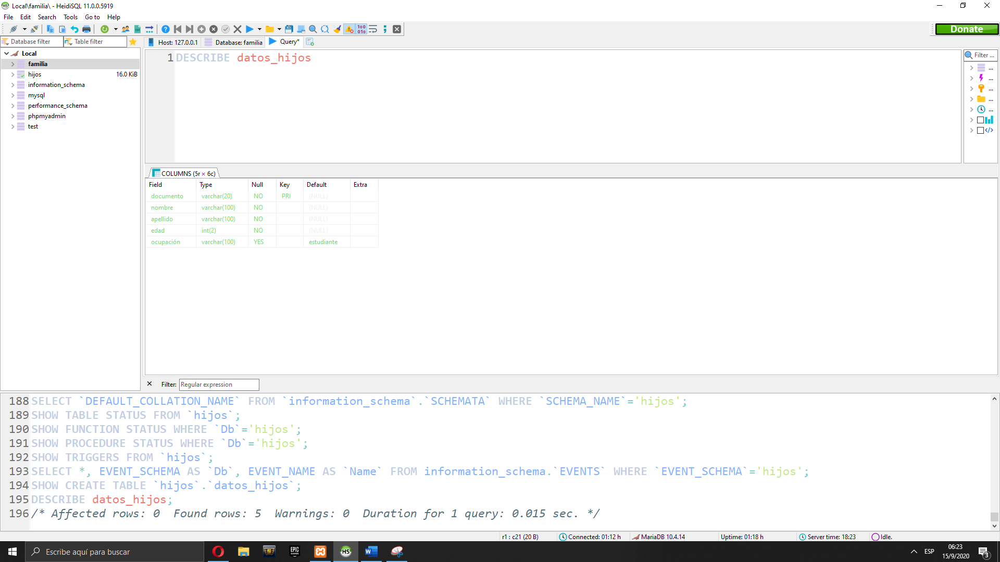 Local\familia\ - HeidiSQL 11.0.0.5919
File Edit Search Tools Go to Help
Donate
Database filter Table filter
Host: 127.0.0.1 Database: familia Query*
Local
familia
hijos 16.0 KiB
information_schema
mysql
performance_schema
phpmyadmin
test
1 DESCRIBE datos_hijos
Filter ...
...
...
...
...
...
COLUMNS (5r × 6c)
Field Type Null Key Default Extra
documento varchar(20) NO PRI (NULL)
nombre varchar(100) NO (NULL)
apellido varchar(100) NO (NULL)
edad int(2) NO (NULL)
ocupación varchar(100) YES estudiante
Filter: Regular expression
188 SELECT `DEFAULT_COLLATION_NAME` FROM `information_schema`.`SCHEMATA` WHERE `SCHEMA_NAME`='hijos';
189 SHOW TABLE STATUS FROM `hijos`;
190 SHOW FUNCTION STATUS WHERE `Db`='hijos';
191 SHOW PROCEDURE STATUS WHERE `Db`='hijos';
192 SHOW TRIGGERS FROM `hijos`;
193 SELECT *, EVENT_SCHEMA AS `Db`, EVENT_NAME AS `Name` FROM information_schema.`EVENTS` WHERE `EVENT_SCHEMA`='hijos';
194 SHOW CREATE TABLE `hijos`.`datos_hijos`;
195 DESCRIBE datos_hijos;
196 /* Affected rows: 0 Found rows: 5 Warnings: 0 Duration for 1 query: 0.015 sec. */
r1 : c21 (20 B) Connected: 01:12 h MariaDB 10.4.14 Uptime: 01:18 h Server time: 18:23 Idle.
Escribe aquí para buscar
EPIC GAMES
HS
W
ESP
06:23
15/9/2020
3